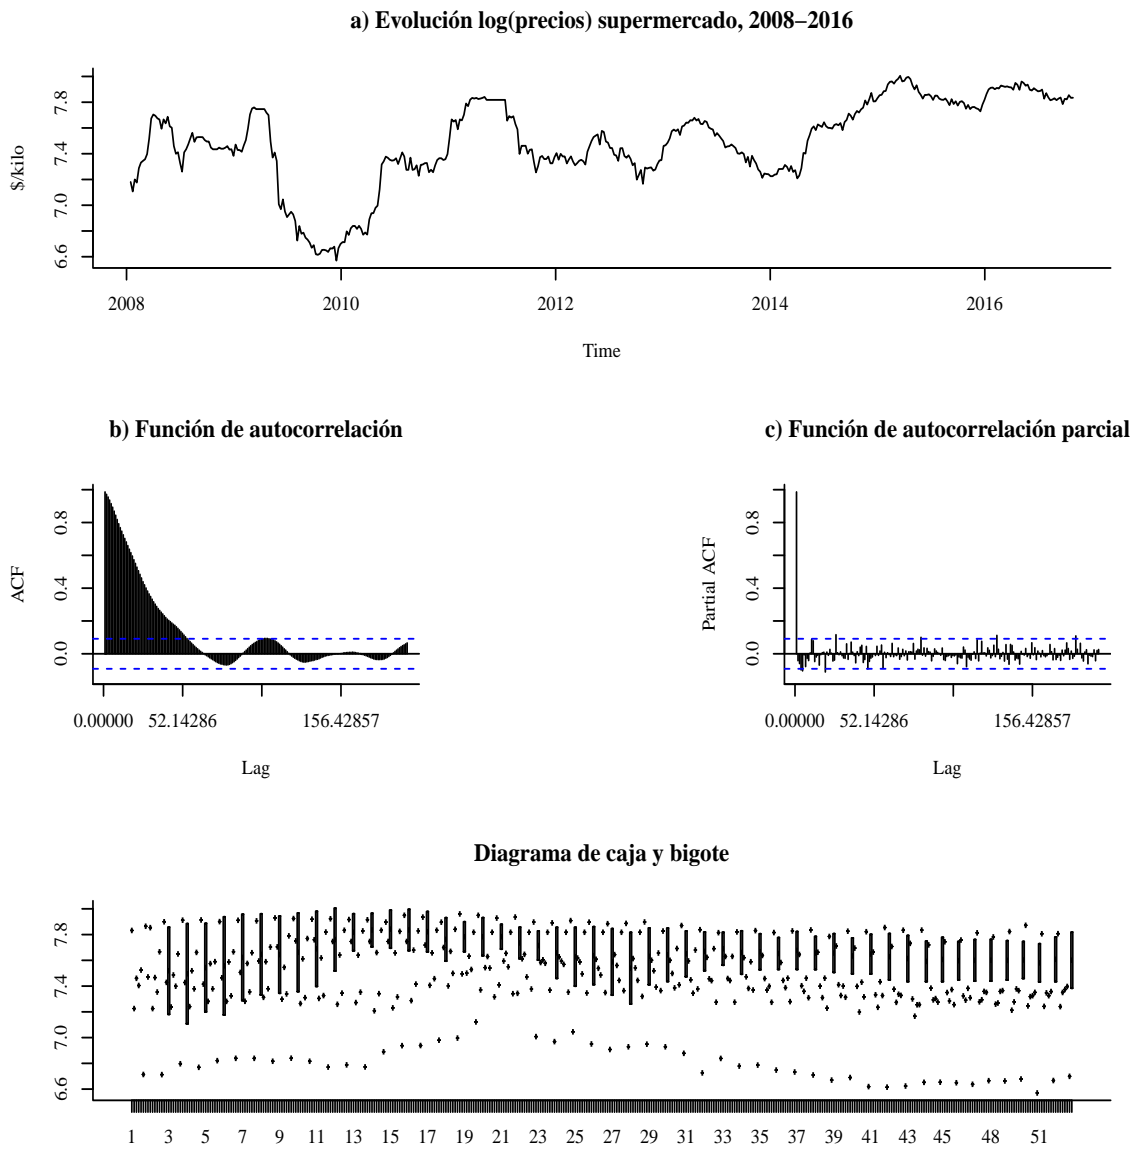 a) Evolución log(precios) supermercado, 2008−2016
$/kilo
7.8
7.4
7.0
6.6
2008 2010 2012 2014 2016
Time
b) Función de autocorrelación
c) Función de autocorrelación parcial
ACF
0.8
0.4
0.0
0.00000 52.14286 156.42857
Lag
Partial ACF
0.8
0.4
0.0
0.00000 52.14286 156.42857
Lag
Diagrama de caja y bigote
7.8
7.4
7.0
6.6
1 3 5 7 9 11 13 15 17 19 21 23 25 27 29 31 33 35 37 39 41 43 45 48 51